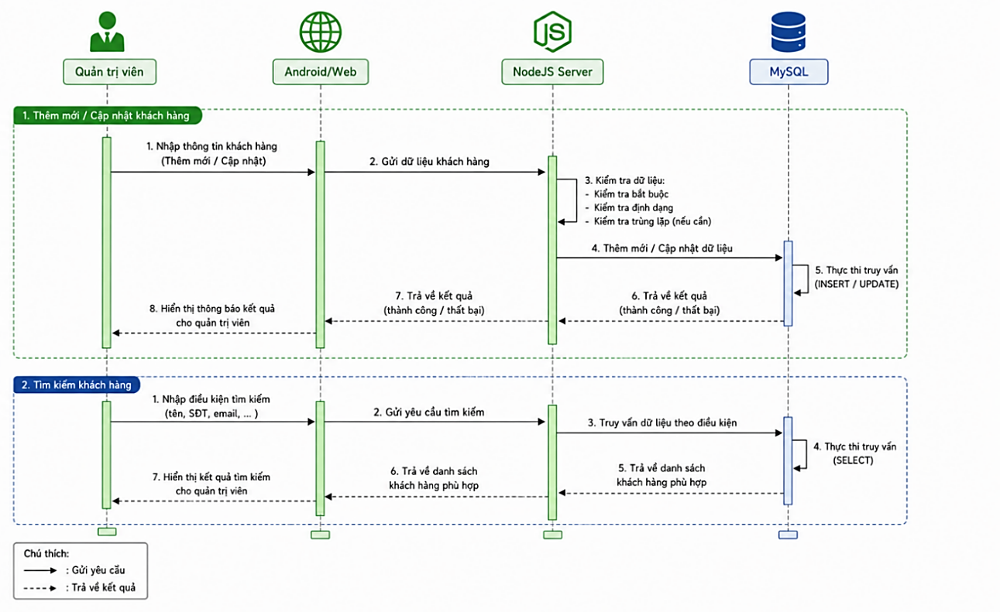 JS
Quản trị viên
Android/Web
NodeJS Server
MySQL
1. Thêm mới / Cập nhật khách hàng
1. Nhập thông tin khách hàng
(Thêm mới / Cập nhật)
2. Gửi dữ liệu khách hàng
3. Kiểm tra dữ liệu:
- Kiểm tra bắt buộc
- Kiểm tra định dạng
- Kiểm tra trùng lặp (nếu cần)
4. Thêm mới / Cập nhật dữ liệu
5. Thực thi truy vấn
(INSERT / UPDATE)
6. Trả về kết quả
(thành công / thất bại)
7. Trả về kết quả
(thành công / thất bại)
8. Hiển thị thông báo kết quả
cho quản trị viên
2. Tìm kiếm khách hàng
1. Nhập điều kiện tìm kiếm
(tên, SĐT, email, ... )
2. Gửi yêu cầu tìm kiếm
3. Truy vấn dữ liệu theo điều kiện
4. Thực thi truy vấn
(SELECT)
5. Trả về danh sách
khách hàng phù hợp
6. Trả về danh sách
khách hàng phù hợp
7. Hiển thị kết quả tìm kiếm
cho quản trị viên
Chú thích:
: Gửi yêu cầu
: Trả về kết quả